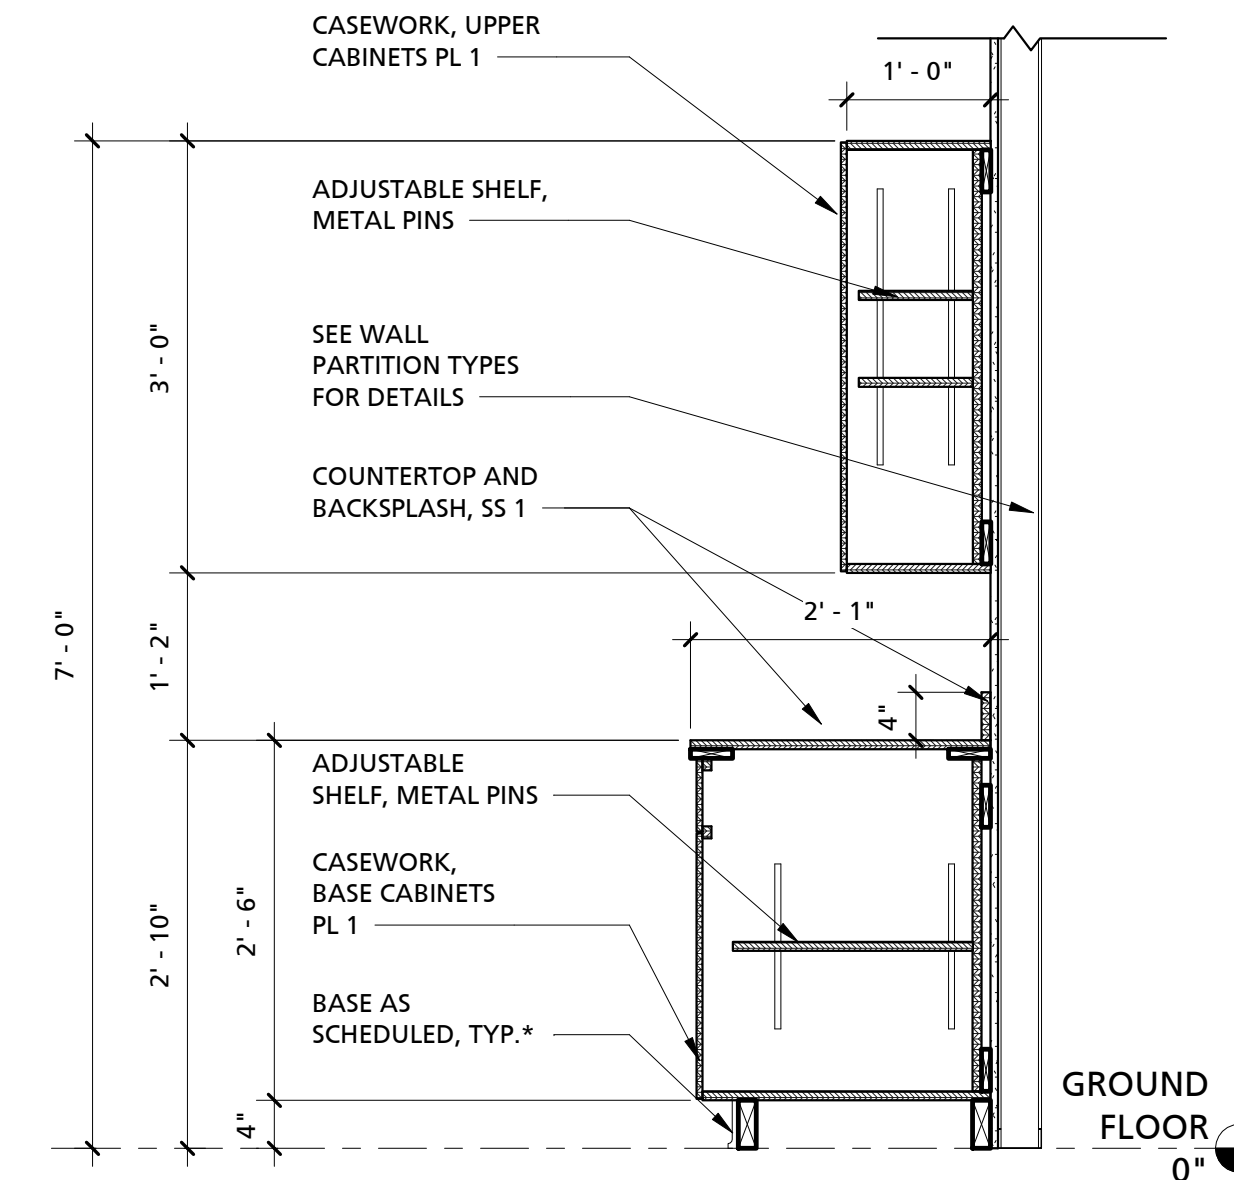 CASEWORK, UPPER
CABINETS PL 1
1' - 0"
ADJUSTABLE SHELF,
METAL PINS
3' - 0"
SEE WALL
PARTITION TYPES
FOR DETAILS
COUNTERTOP AND
BACKSPLASH, SS 1
2' - 1"
7' - 0"
1' - 2"
4"
ADJUSTABLE
SHELF, METAL PINS
CASEWORK,
BASE CABINETS
PL 1
2' - 6"
2' - 10"
BASE AS
SCHEDULED, TYP.*
4"
GROUND
FLOOR
0"